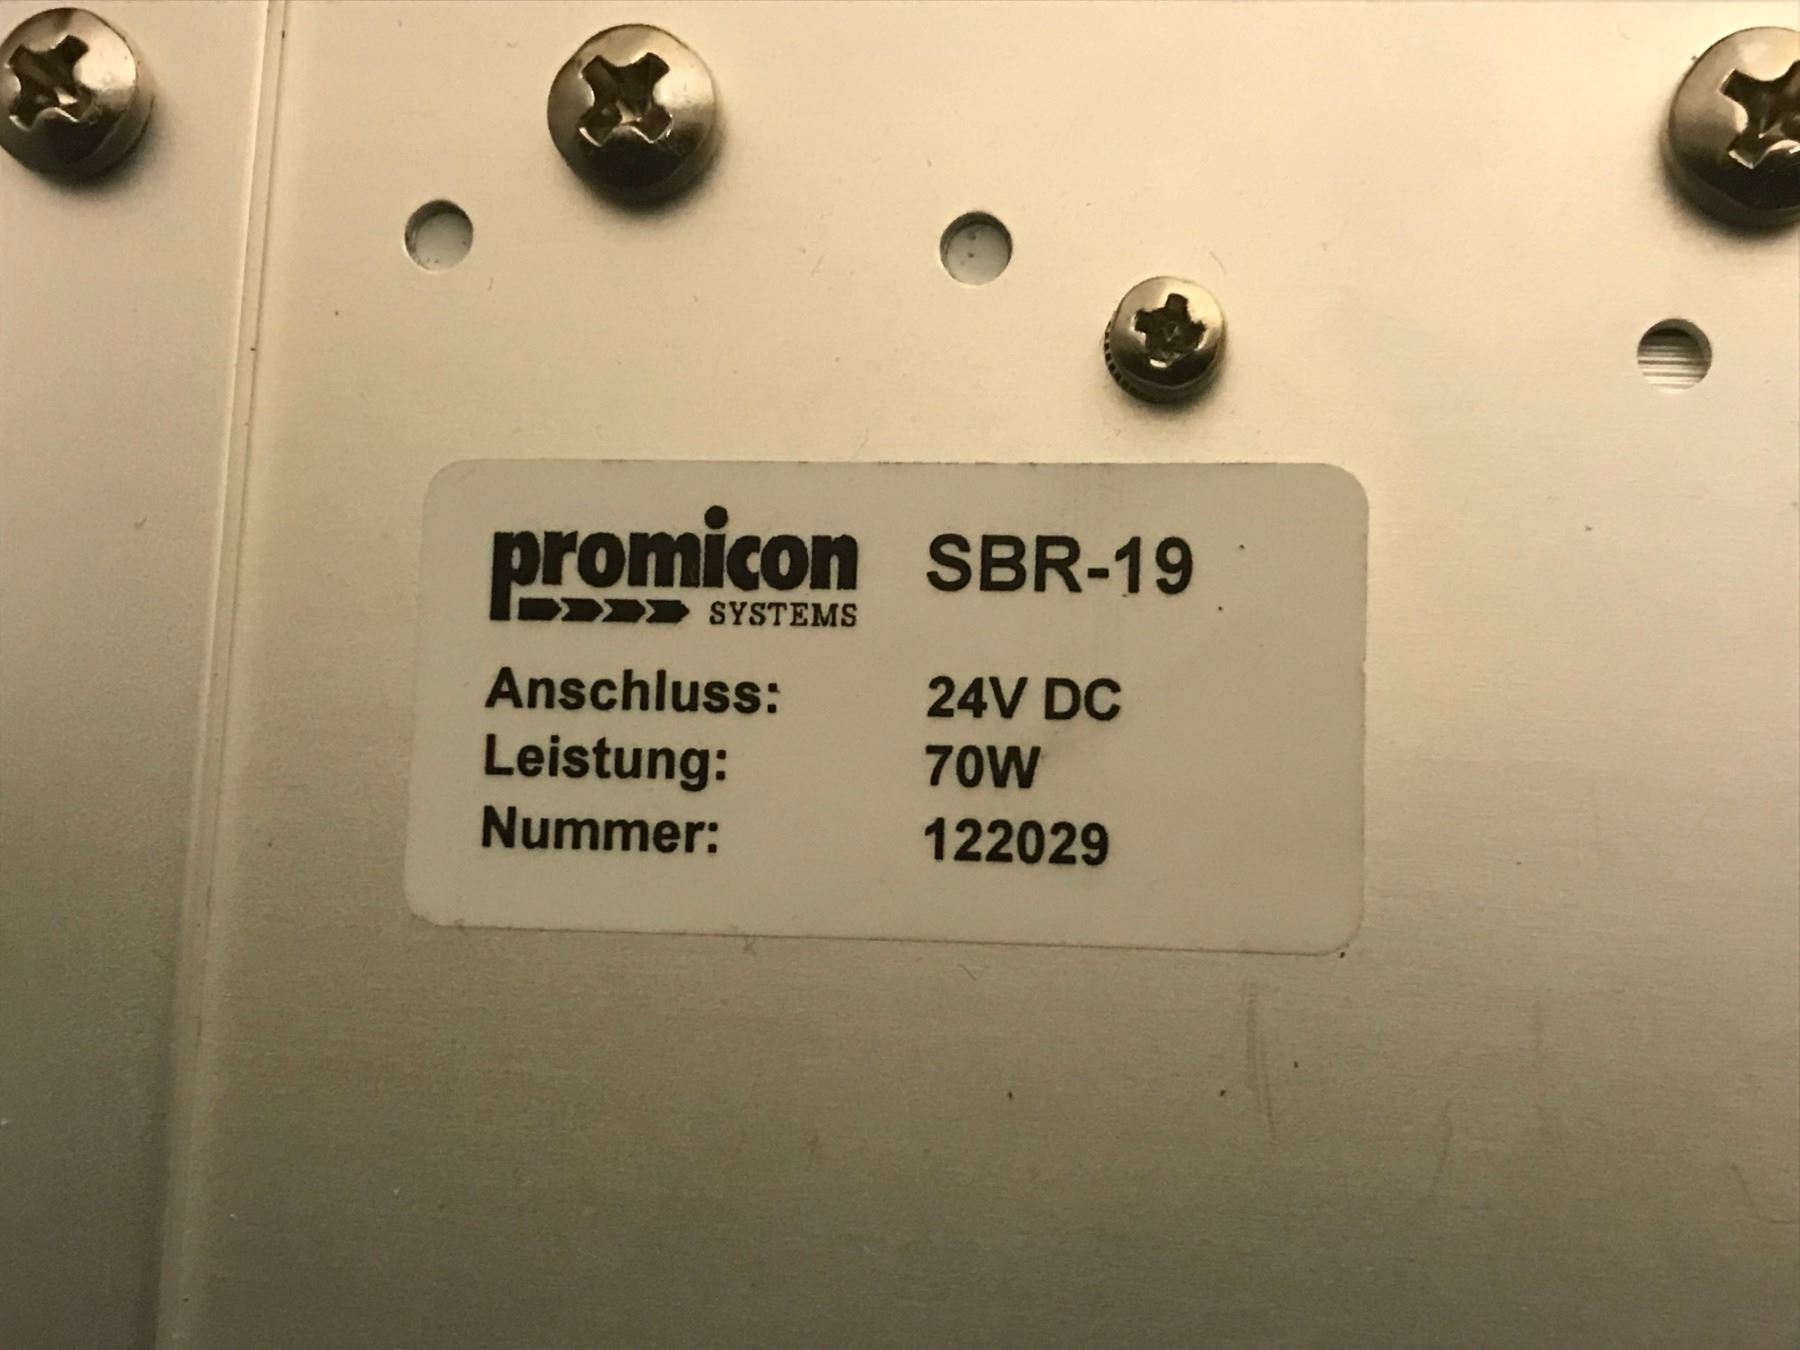 promicon SBR-19
SYSTEMS
Anschluss: 24V DC
Leistung: 70W
Nummer: 122029